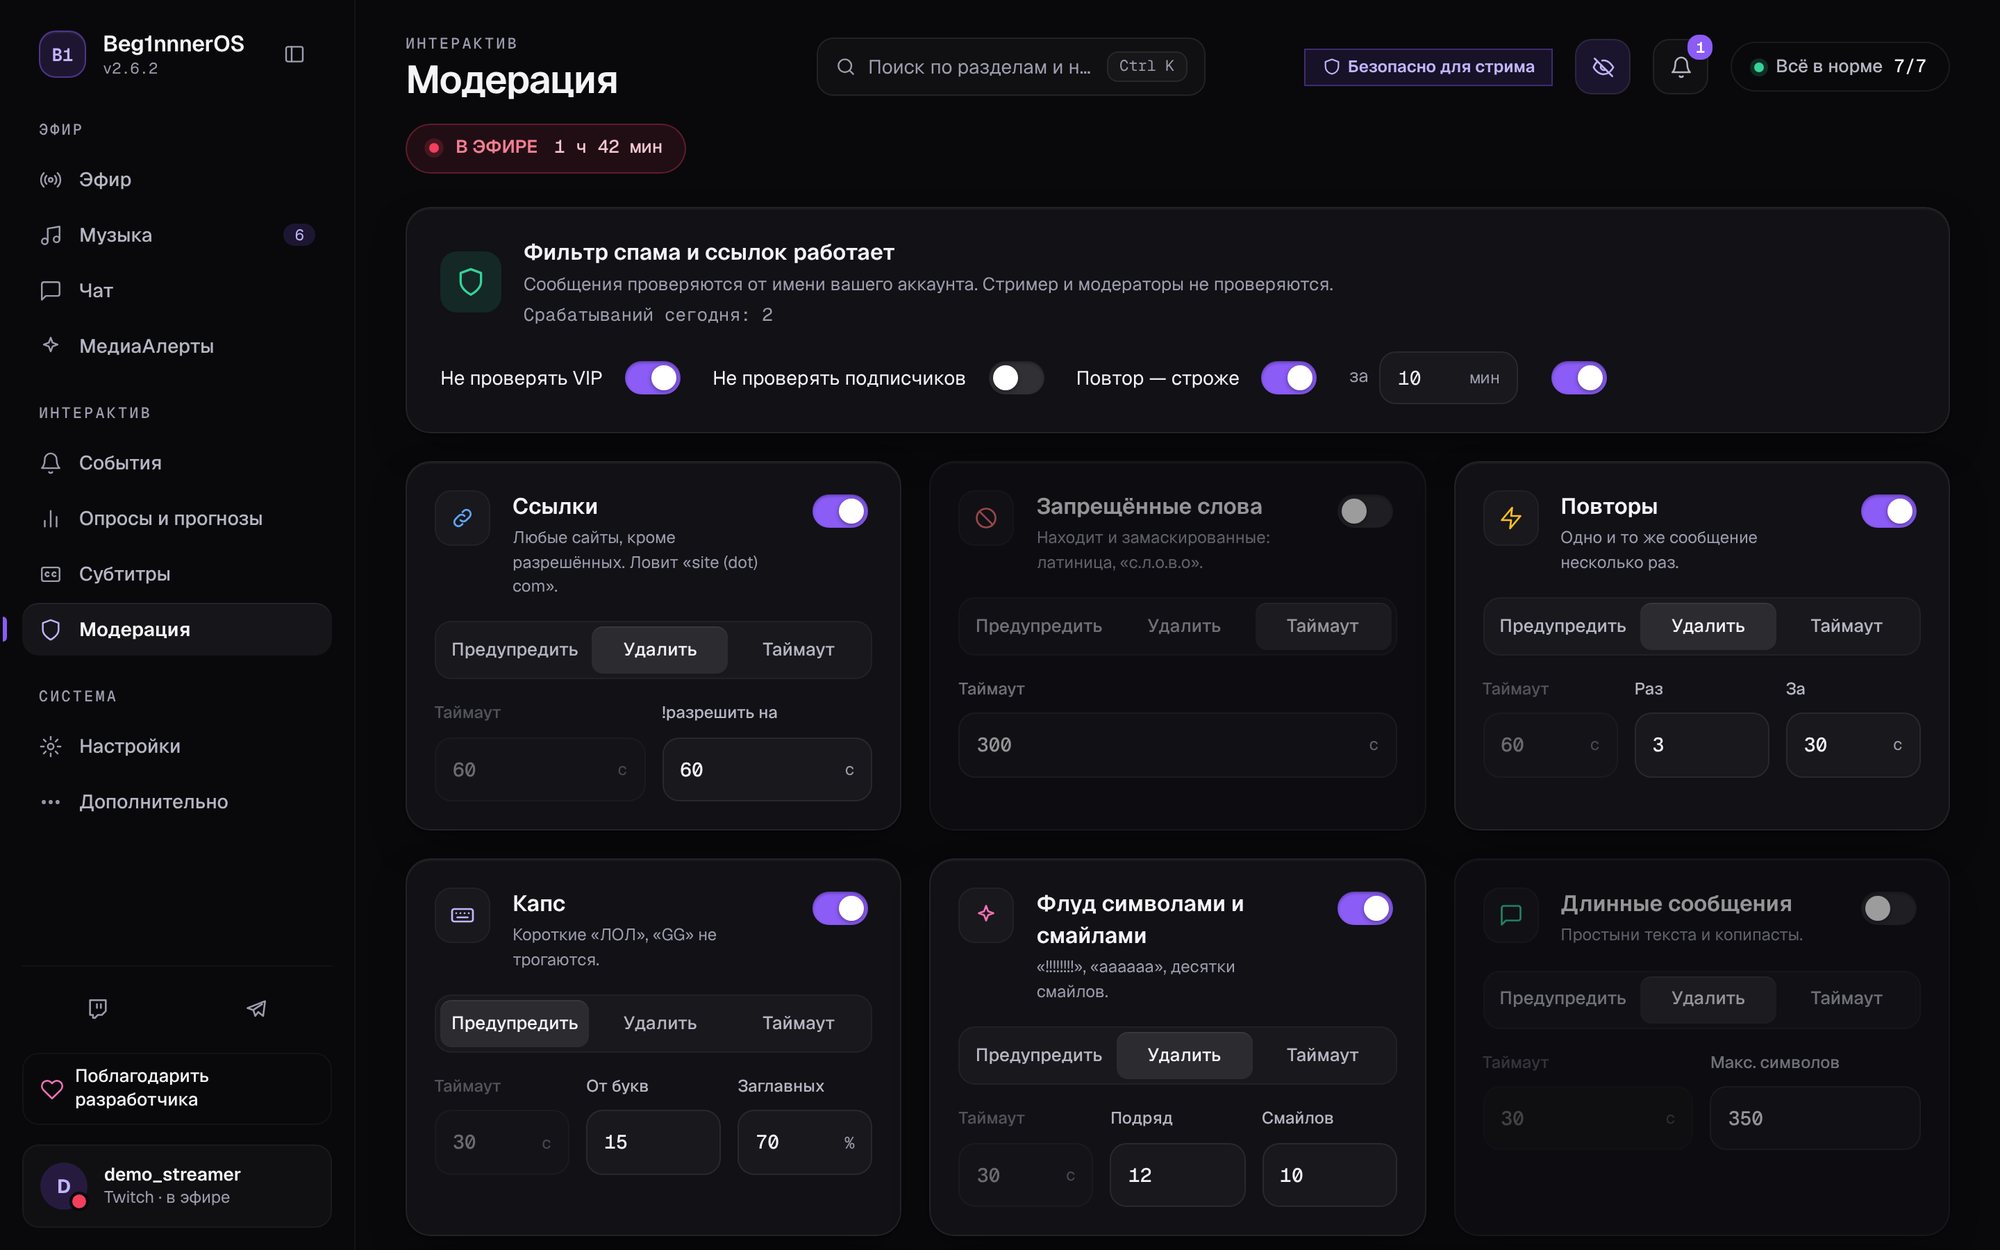 B1
Beg1nnnerOS
v2.6.2
ЭФИР
Эфир
Музыка 6
Чат
МедиаАлерты
ИНТЕРАКТИВ
События
Опросы и прогнозы
Субтитры
Модерация
СИСТЕМА
Настройки
Дополнительно
Поблагодарить
разработчика
D
demo_streamer
Twitch · в эфире
ИНТЕРАКТИВ
Модерация
Поиск по разделам и н… Ctrl K
Безопасно для стрима
1
Всё в норме 7/7
В ЭФИРЕ 1 ч 42 мин
Фильтр спама и ссылок работает
Сообщения проверяются от имени вашего аккаунта. Стример и модераторы не проверяются.
Срабатываний сегодня: 2
Не проверять VIP Не проверять подписчиков Повтор — строже за 10 мин
Ссылки
Любые сайты, кроме
разрешённых. Ловит «site (dot)
com».
Предупредить Удалить Таймаут
Таймаут !разрешить на
60 с 60 с
Запрещённые слова
Находит и замаскированные:
латиница, «с.л.о.в.о».
Предупредить Удалить Таймаут
Таймаут
300 с
Повторы
Одно и то же сообщение
несколько раз.
Предупредить Удалить Таймаут
Таймаут Раз За
60 с 3 30 с
Капс
Короткие «ЛОЛ», «GG» не
трогаются.
Предупредить Удалить Таймаут
Таймаут От букв Заглавных
30 с 15 70 %
Флуд символами и
смайлами
«!!!!!!!!», «аааааа», десятки
смайлов.
Предупредить Удалить Таймаут
Таймаут Подряд Смайлов
30 с 12 10
Длинные сообщения
Простыни текста и копипасты.
Предупредить Удалить Таймаут
Таймаут Макс. символов
30 с 350